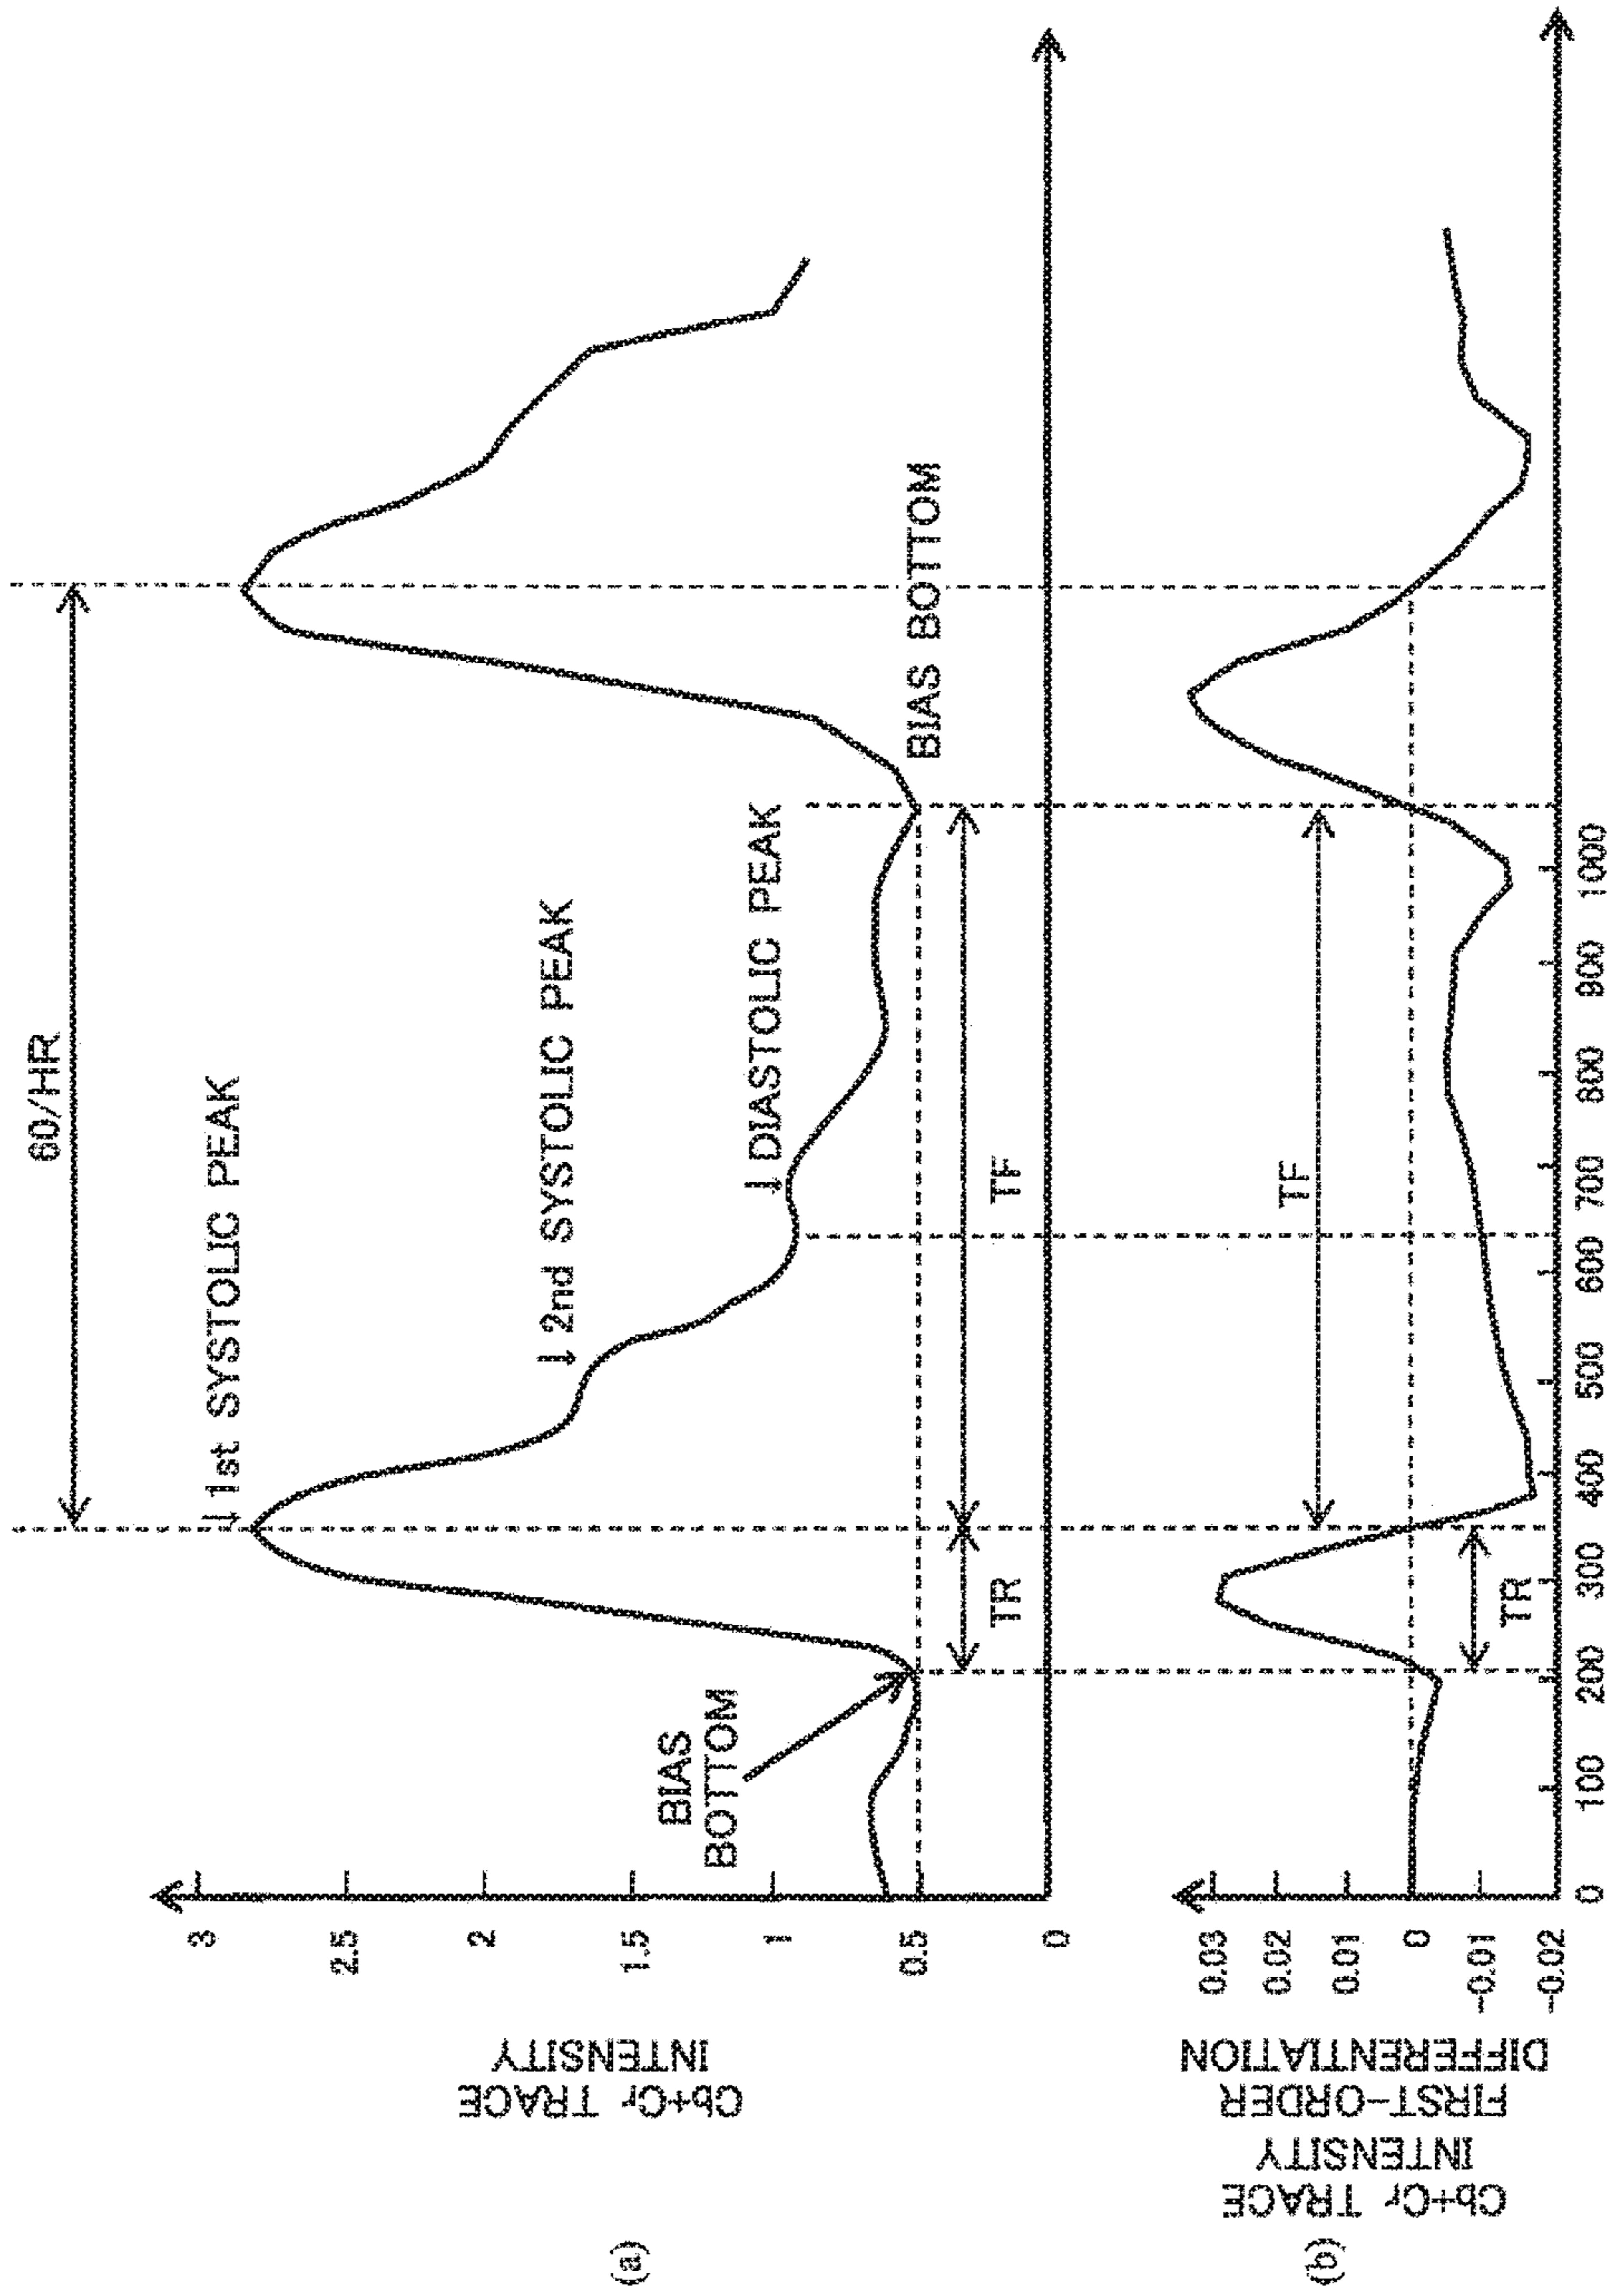 (a)
Cb+Cr TRACE
INTENSITY
3
2.5
2
1.5
1
0.5
0
60/HR
↓1st SYSTOLIC PEAK
↓2nd SYSTOLIC PEAK
↓DIASTOLIC PEAK
BIAS
BOTTOM
BIAS BOTTOM
TR
TF
(b)
Cb+Cr TRACE
INTENSITY
FIRST-ORDER
DIFFERENTIATION
0.03
0.02
0.01
0
-0.01
-0.02
TF
TR
0 100 200 300 400 500 600 700 800 900 1000